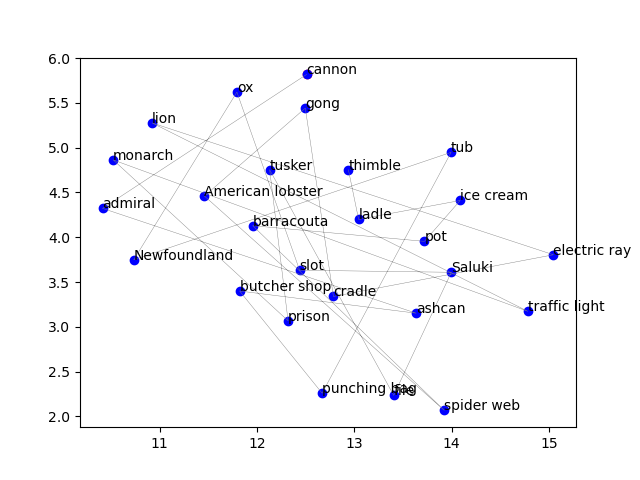 6.0
cannon
ox
5.5
gong
lion
5.0
tub
monarch
tusker
thimble
4.5
American lobster
ice cream
admiral
ladle
barracouta
4.0
pot
Newfoundland
electric ray
slot
Saluki
3.5
butcher shop
cradle
ashcan
traffic light
prison
3.0
2.5
punching bag
spider web
2.0
11
12
13
14
15